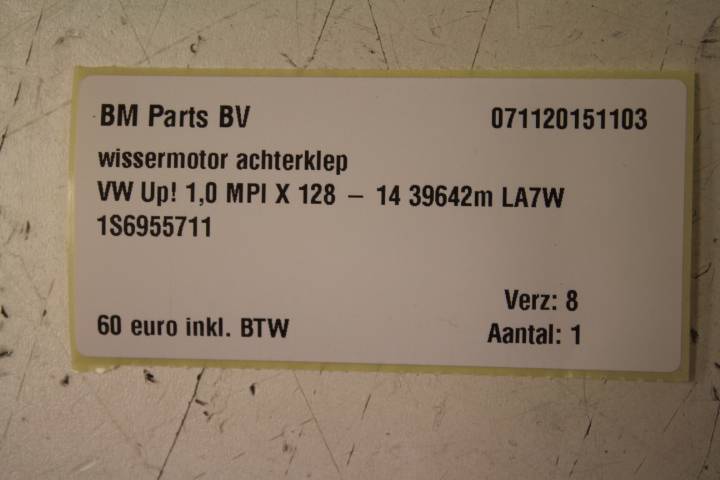 BM Parts BV 071120151103
wissermotor achterklep
VW Up! 1,0 MPI X 128 – 14 39642m LA7W
1S6955711
Verz: 8
60 euro inkl. BTW Aantal: 1